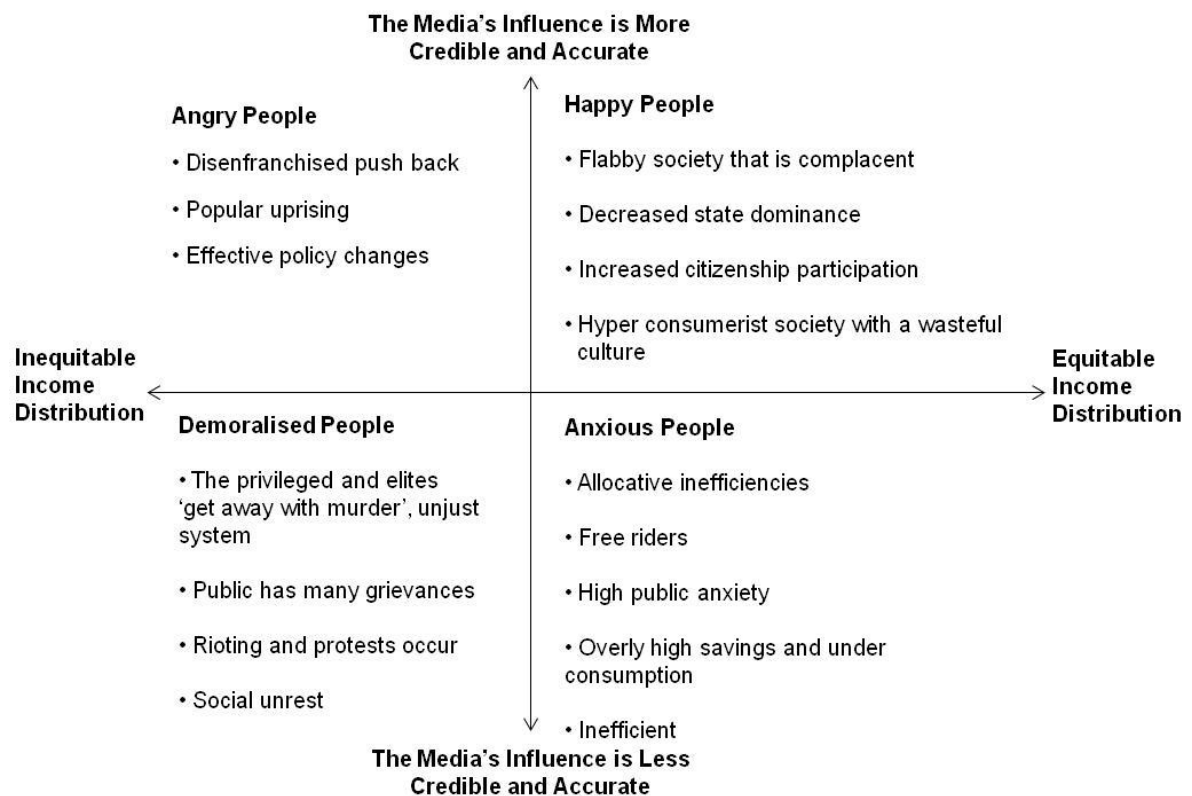 The Media’s Influence is More
Credible and Accurate
Angry People
• Disenfranchised push back
• Popular uprising
• Effective policy changes
Happy People
• Flabby society that is complacent
• Decreased state dominance
• Increased citizenship participation
• Hyper consumerist society with a wasteful
culture
Inequitable
Income
Distribution
Equitable
Income
Distribution
Demoralised People
• The privileged and elites
‘get away with murder’, unjust
system
• Public has many grievances
• Rioting and protests occur
• Social unrest
Anxious People
• Allocative inefficiencies
• Free riders
• High public anxiety
• Overly high savings and under
consumption
• Inefficient
The Media’s Influence is Less
Credible and Accurate